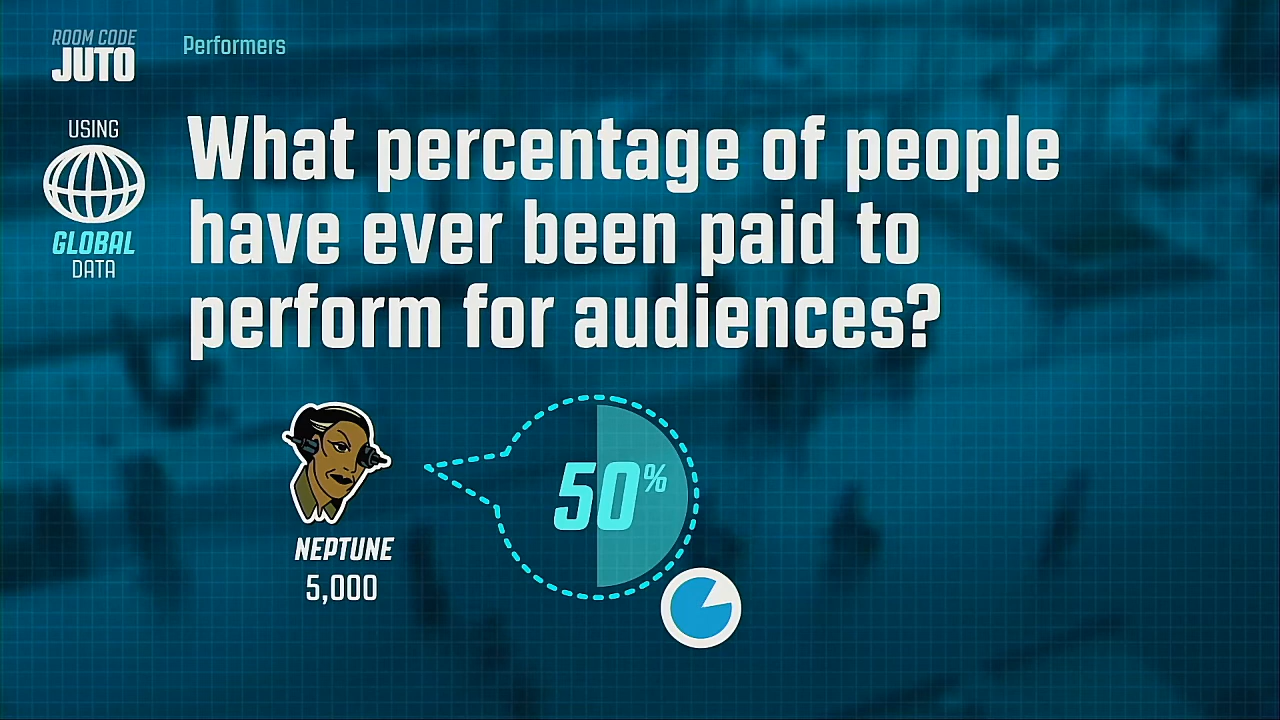 ROOM CODE
JUTO
Performers
USING
GLOBAL
DATA
What percentage of people
have ever been paid to
perform for audiences?
50%
NEPTUNE
5,000